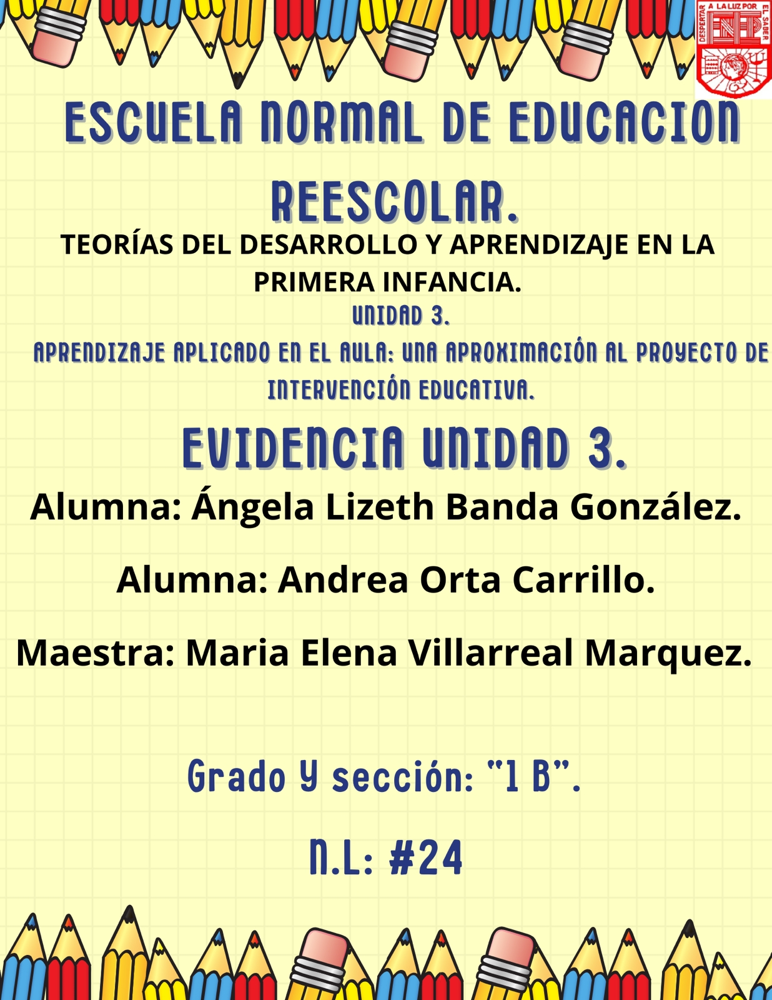 DESPERTAR A LA LUZ POR EL SABER
ENEP
ESCUELA NORMAL DE EDUCACION
REESCOLAR.
TEORÍAS DEL DESARROLLO Y APRENDIZAJE EN LA
PRIMERA INFANCIA.
UNIDAD 3.
APRENDIZAJE APLICADO EN EL AULA: UNA APROXIMACIÓN AL PROYECTO DE
INTERVENCIÓN EDUCATIVA.
EVIDENCIA UNIDAD 3.
Alumna: Ángela Lizeth Banda González.
Alumna: Andrea Orta Carrillo.
Maestra: Maria Elena Villarreal Marquez.
Grado Y sección: “1 B”.
N.L: #24